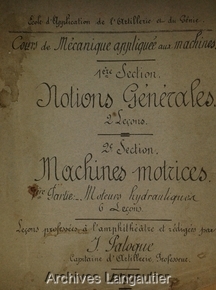 Ecole d'Application de l'Artillerie et du Génie
Cours de Mécanique appliquée aux machines.
1ère Section.
Notions Générales.
2 Leçons.
2e Section.
Machines motrices.
1ère Partie _ Moteurs hydrauliques
6 Leçons.
Leçons professées à l'amphithéâtre et rédigées par
J. Faloque
Capitaine d'Artillerie, Professeur.
Archives Langautier